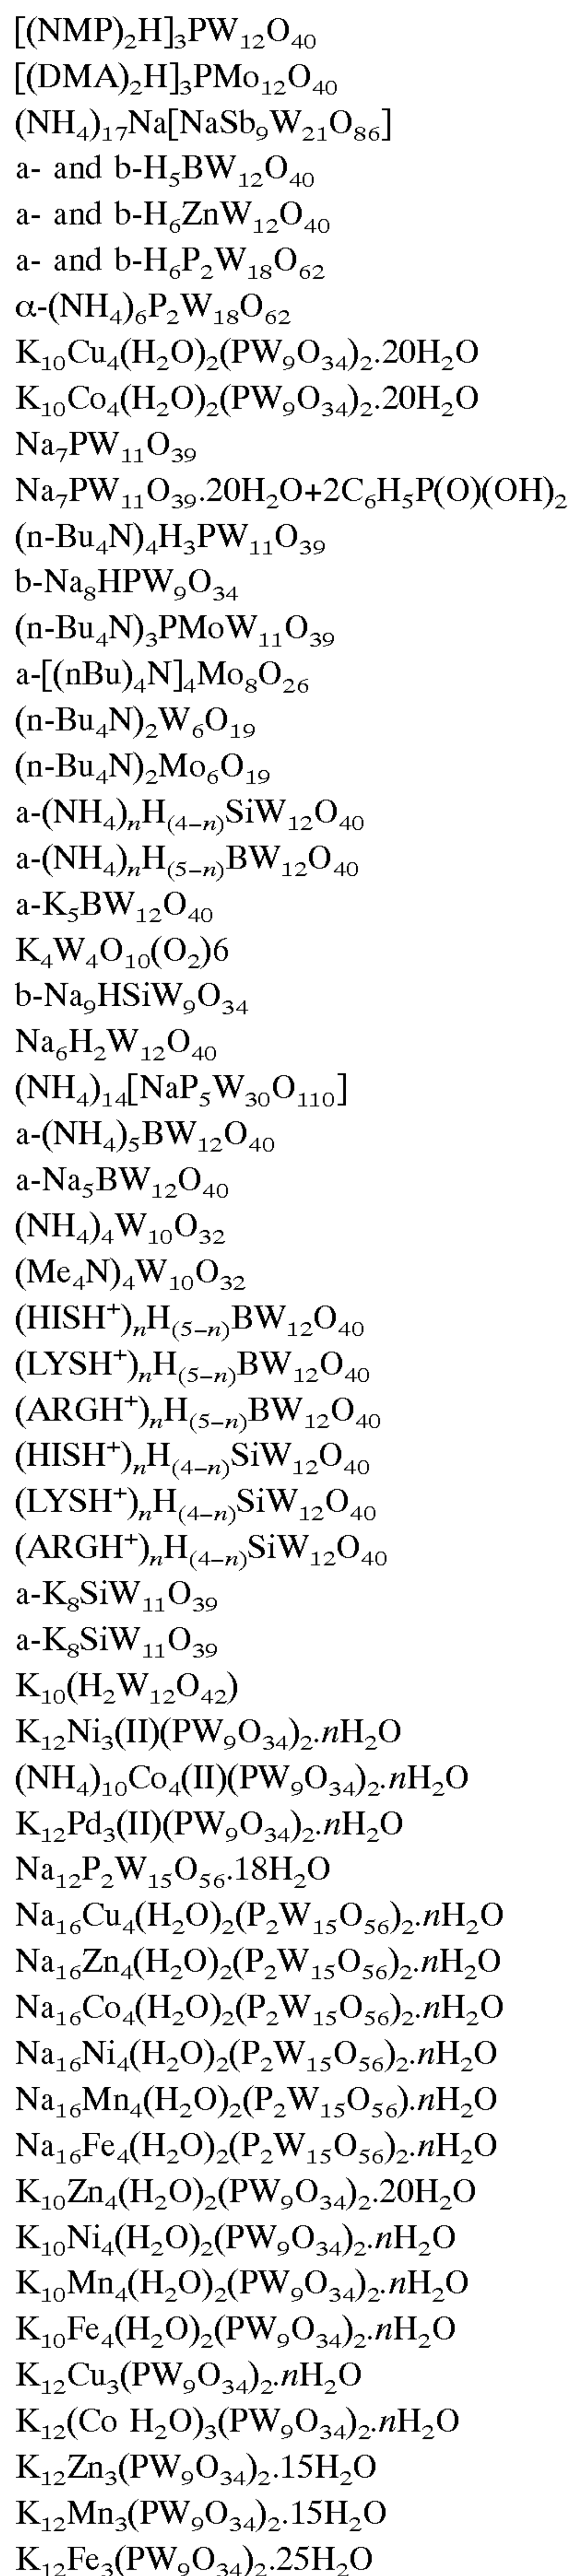 [(NMP)₂H]₃PW₁₂O₄₀
[(DMA)₂H]₃PMo₁₂O₄₀
(NH₄)₁₇Na[NaSb₉W₂₁O₈₆]
a- and b-H₅BW₁₂O₄₀
a- and b-H₆ZnW₁₂O₄₀
a- and b-H₆P₂W₁₈O₆₂
α-(NH₄)₆P₂W₁₈O₆₂
K₁₀Cu₄(H₂O)₂(PW₉O₃₄)₂.20H₂O
K₁₀Co₄(H₂O)₂(PW₉O₃₄)₂.20H₂O
Na₇PW₁₁O₃₉
Na₇PW₁₁O₃₉.20H₂O+2C₆H₅P(O)(OH)₂
(n-Bu₄N)₄H₃PW₁₁O₃₉
b-Na₈HPW₉O₃₄
(n-Bu₄N)₃PMoW₁₁O₃₉
a-[(nBu)₄N]₄Mo₈O₂₆
(n-Bu₄N)₂W₆O₁₉
(n-Bu₄N)₂Mo₆O₁₉
a-(NH₄)ₙH₍₄₋ₙ₎SiW₁₂O₄₀
a-(NH₄)ₙH₍₅₋ₙ₎BW₁₂O₄₀
a-K₅BW₁₂O₄₀
K₄W₄O₁₀(O₂)6
b-Na₉HSiW₉O₃₄
Na₆H₂W₁₂O₄₀
(NH₄)₁₄[NaP₅W₃₀O₁₁₀]
a-(NH₄)₅BW₁₂O₄₀
a-Na₅BW₁₂O₄₀
(NH₄)₄W₁₀O₃₂
(Me₄N)₄W₁₀O₃₂
(HISH⁺)ₙH₍₅₋ₙ₎BW₁₂O₄₀
(LYSH⁺)ₙH₍₅₋ₙ₎BW₁₂O₄₀
(ARGH⁺)ₙH₍₅₋ₙ₎BW₁₂O₄₀
(HISH⁺)ₙH₍₄₋ₙ₎SiW₁₂O₄₀
(LYSH⁺)ₙH₍₄₋ₙ₎SiW₁₂O₄₀
(ARGH⁺)ₙH₍₄₋ₙ₎SiW₁₂O₄₀
a-K₈SiW₁₁O₃₉
a-K₈SiW₁₁O₃₉
K₁₀(H₂W₁₂O₄₂)
K₁₂Ni₃(II)(PW₉O₃₄)₂.nH₂O
(NH₄)₁₀Co₄(II)(PW₉O₃₄)₂.nH₂O
K₁₂Pd₃(II)(PW₉O₃₄)₂.nH₂O
Na₁₂P₂W₁₅O₅₆.18H₂O
Na₁₆Cu₄(H₂O)₂(P₂W₁₅O₅₆)₂.nH₂O
Na₁₆Zn₄(H₂O)₂(P₂W₁₅O₅₆)₂.nH₂O
Na₁₆Co₄(H₂O)₂(P₂W₁₅O₅₆)₂.nH₂O
Na₁₆Ni₄(H₂O)₂(P₂W₁₅O₅₆)₂.nH₂O
Na₁₆Mn₄(H₂O)₂(P₂W₁₅O₅₆).nH₂O
Na₁₆Fe₄(H₂O)₂(P₂W₁₅O₅₆)₂.nH₂O
K₁₀Zn₄(H₂O)₂(PW₉O₃₄)₂.20H₂O
K₁₀Ni₄(H₂O)₂(PW₉O₃₄)₂.nH₂O
K₁₀Mn₄(H₂O)₂(PW₉O₃₄)₂.nH₂O
K₁₀Fe₄(H₂O)₂(PW₉O₃₄)₂.nH₂O
K₁₂Cu₃(PW₉O₃₄)₂.nH₂O
K₁₂(Co H₂O)₃(PW₉O₃₄)₂.nH₂O
K₁₂Zn₃(PW₉O₃₄)₂.15H₂O
K₁₂Mn₃(PW₉O₃₄)₂.15H₂O
K₁₂Fe₃(PW₉O₃₄)₂.25H₂O